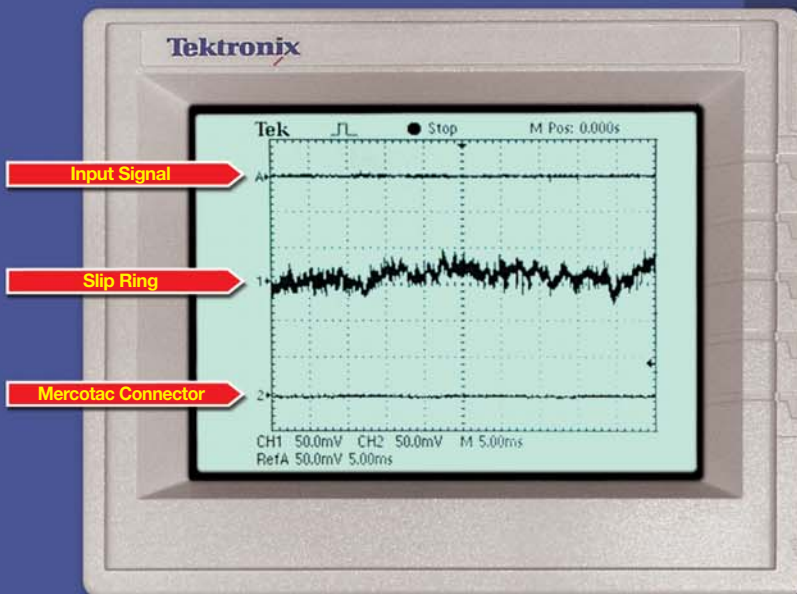 Tektronix
Tek Stop M Pos: 0.000s
Input Signal
A
Slip Ring
1
Mercotac Connector
2
CH1 50.0mV CH2 50.0mV M 5.00ms
RefA 50.0mV 5.00ms